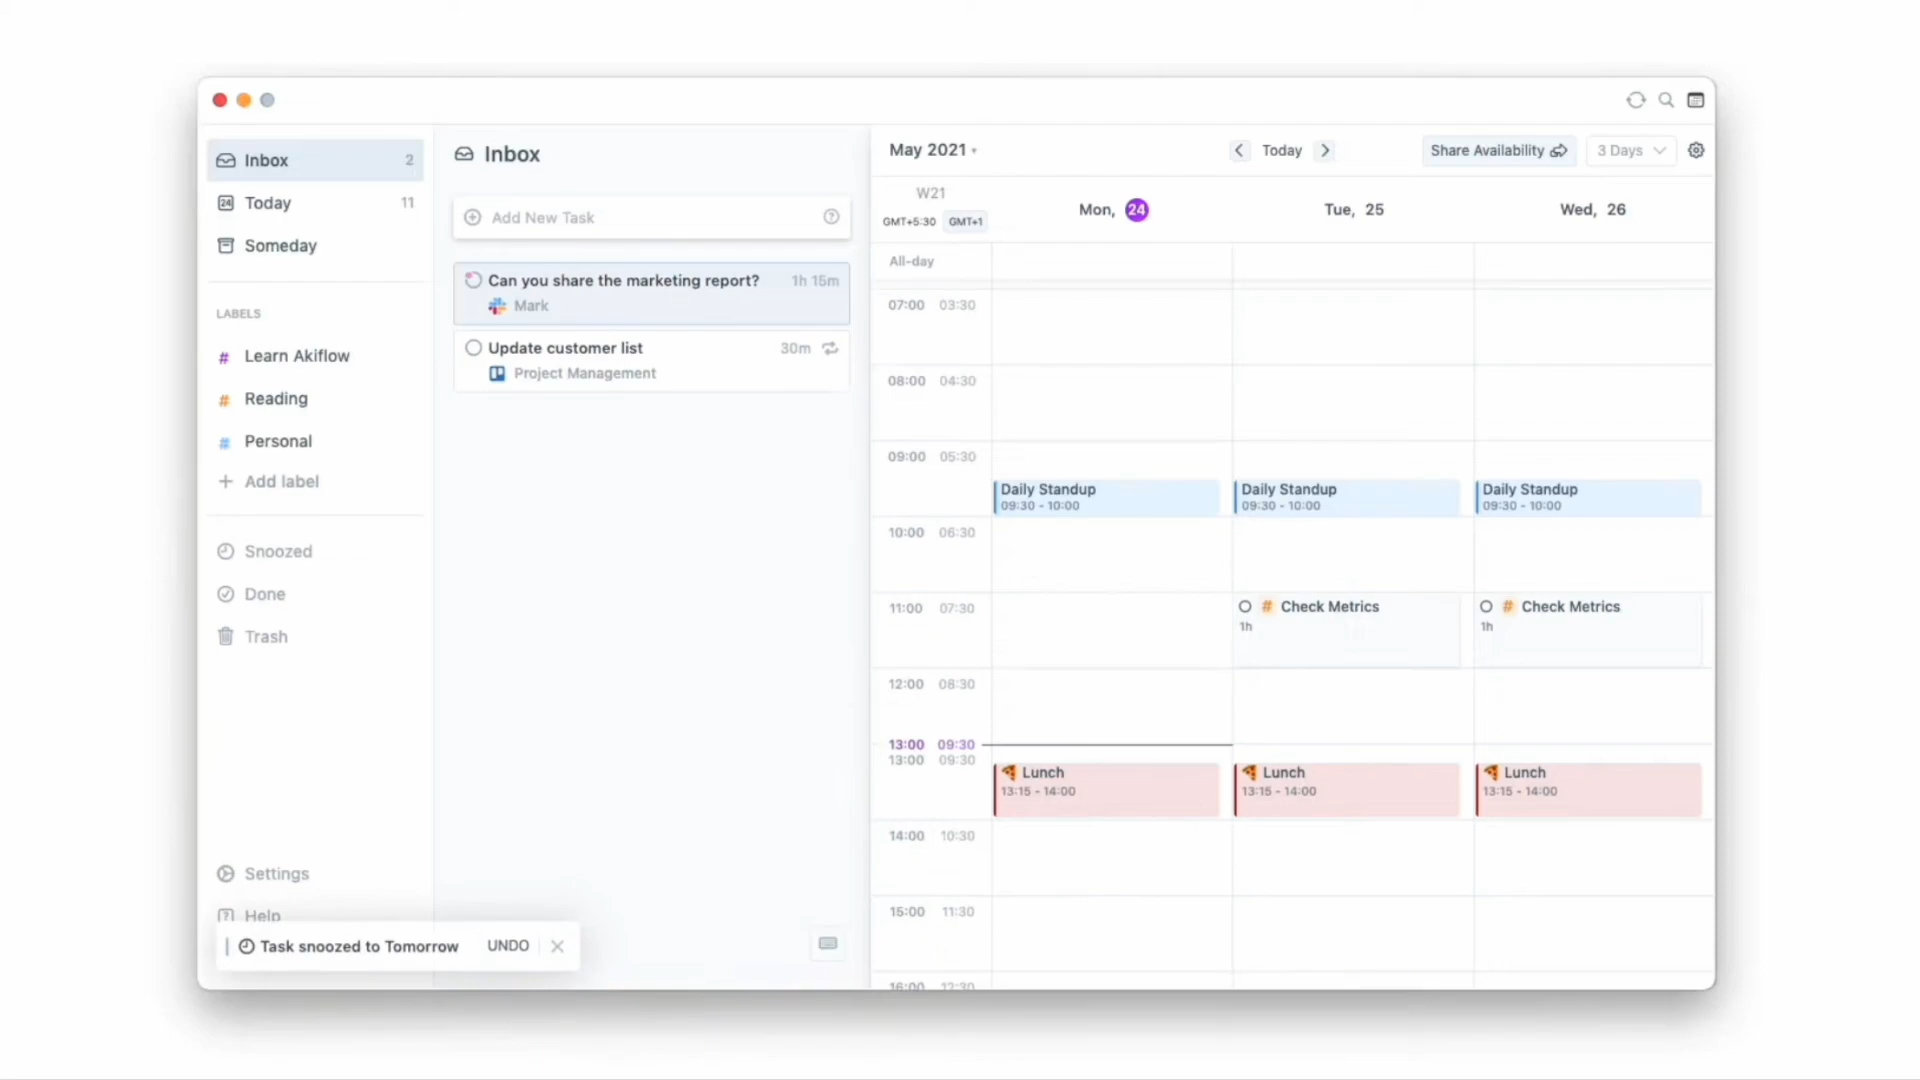 Inbox 2
Today 11
Someday
LABELS
# Learn Akiflow
# Reading
# Personal
+ Add label
Snoozed
Done
Trash
Settings
Help
Task snoozed to Tomorrow UNDO
Inbox
Add New Task
Can you share the marketing report? 1h 15m
Mark
Update customer list 30m
Project Management
May 2021
Today
Share Availability
3 Days
W21
GMT+5:30 GMT+1
Mon, 24
Tue, 25
Wed, 26
All-day
07:00 03:30
08:00 04:30
09:00 05:30
Daily Standup
09:30 - 10:00
Daily Standup
09:30 - 10:00
Daily Standup
09:30 - 10:00
10:00 06:30
11:00 07:30
# Check Metrics
1h
# Check Metrics
1h
12:00 08:30
13:00 09:30
13:00 09:30
Lunch
13:15 - 14:00
Lunch
13:15 - 14:00
Lunch
13:15 - 14:00
14:00 10:30
15:00 11:30
16:00 12:30